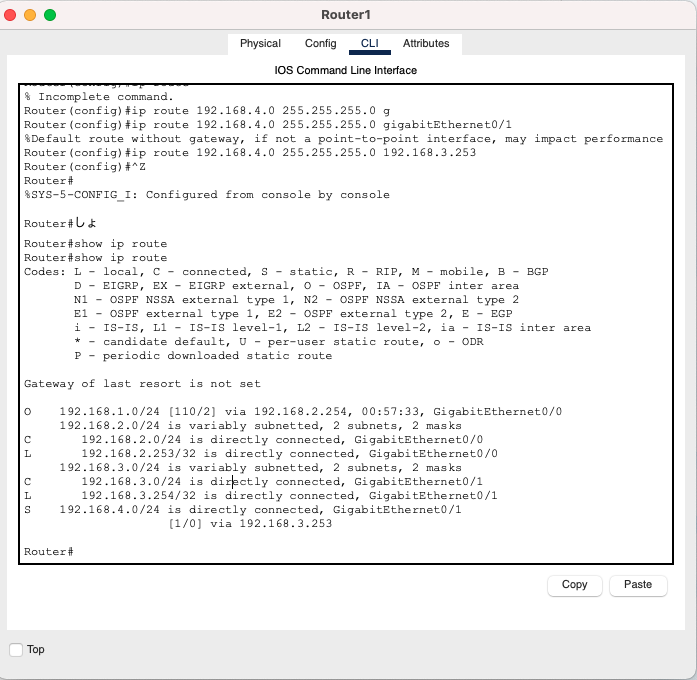 Router1
Physical Config CLI Attributes
IOS Command Line Interface
% Incomplete command.
Router(config)#ip route 192.168.4.0 255.255.255.0 g
Router(config)#ip route 192.168.4.0 255.255.255.0 gigabitEthernet0/1
%Default route without gateway, if not a point-to-point interface, may impact performance
Router(config)#ip route 192.168.4.0 255.255.255.0 192.168.3.253
Router(config)#^Z
Router#
%SYS-5-CONFIG_I: Configured from console by console
Router#しょ
Router#show ip route
Router#show ip route
Codes: L - local, C - connected, S - static, R - RIP, M - mobile, B - BGP
D - EIGRP, EX - EIGRP external, O - OSPF, IA - OSPF inter area
N1 - OSPF NSSA external type 1, N2 - OSPF NSSA external type 2
E1 - OSPF external type 1, E2 - OSPF external type 2, E - EGP
i - IS-IS, L1 - IS-IS level-1, L2 - IS-IS level-2, ia - IS-IS inter area
* - candidate default, U - per-user static route, o - ODR
P - periodic downloaded static route
Gateway of last resort is not set
O 192.168.1.0/24 [110/2] via 192.168.2.254, 00:57:33, GigabitEthernet0/0
192.168.2.0/24 is variably subnetted, 2 subnets, 2 masks
C 192.168.2.0/24 is directly connected, GigabitEthernet0/0
L 192.168.2.253/32 is directly connected, GigabitEthernet0/0
192.168.3.0/24 is variably subnetted, 2 subnets, 2 masks
C 192.168.3.0/24 is directly connected, GigabitEthernet0/1
L 192.168.3.254/32 is directly connected, GigabitEthernet0/1
S 192.168.4.0/24 is directly connected, GigabitEthernet0/1
[1/0] via 192.168.3.253
Router#
Copy Paste
Top